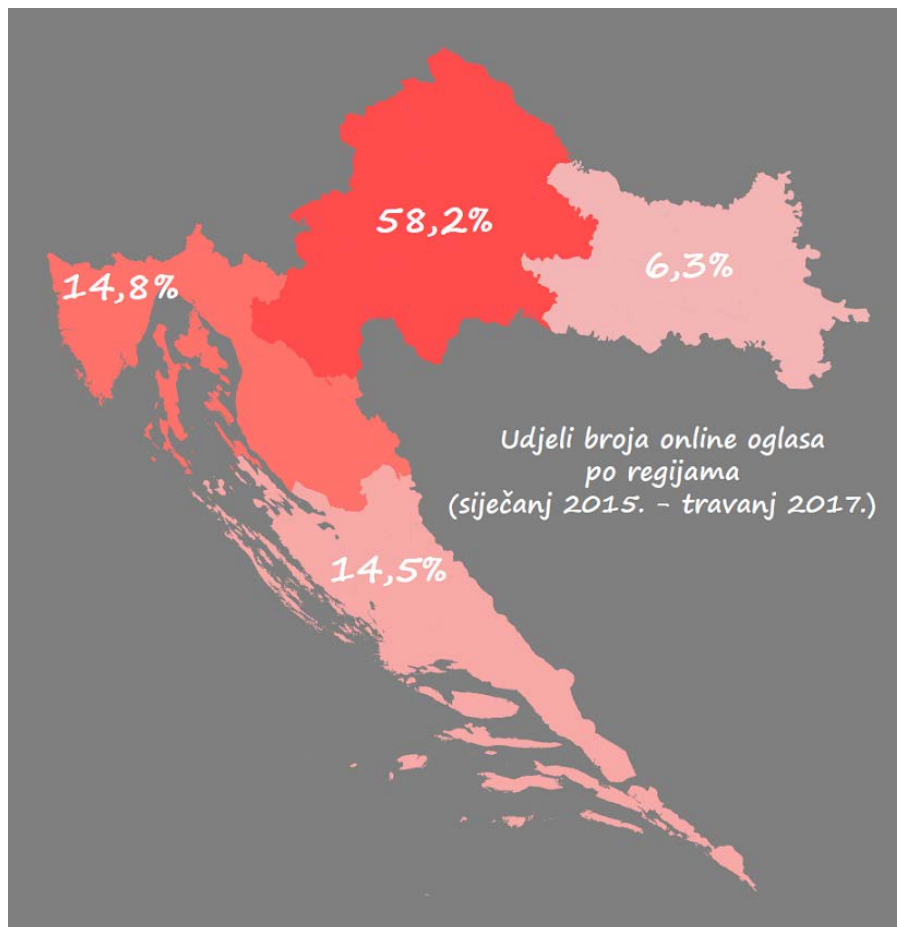 58,2%
6,3%
14,8%
Udjeli broja online oglasa
po regijama
(siječanj 2015. - travanj 2017.)
14,5%